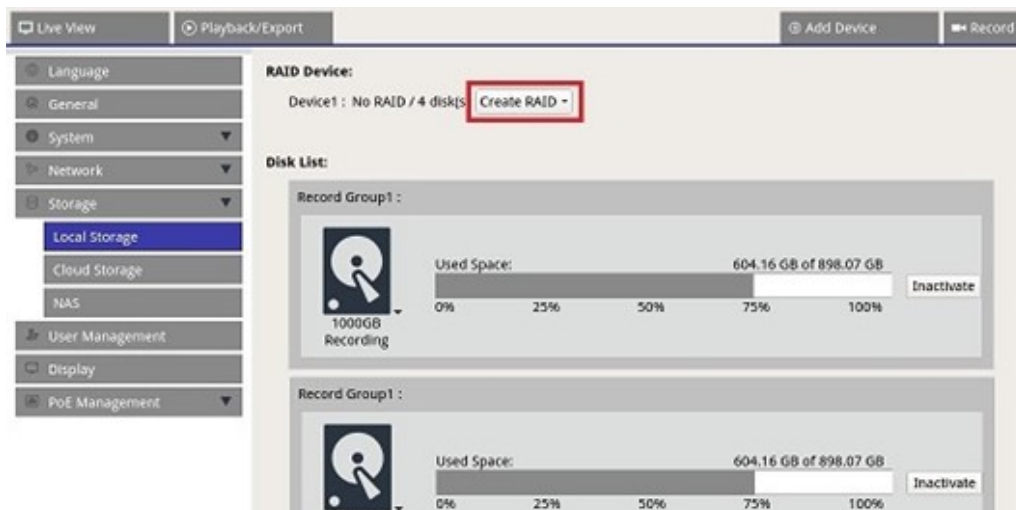 Live View
Playback/Export
Add Device
Record
Language
General
System
Network
Storage
Local Storage
Cloud Storage
NAS
User Management
Display
PoE Management
RAID Device:
Device1 : No RAID / 4 disk(s Create RAID
Disk List:
Record Group1 :
Used Space: 604.16 GB of 898.07 GB
Inactivate
0% 25% 50% 75% 100%
1000GB
Recording
Record Group1 :
Used Space: 604.16 GB of 898.07 GB
Inactivate
0% 25% 50% 75% 100%